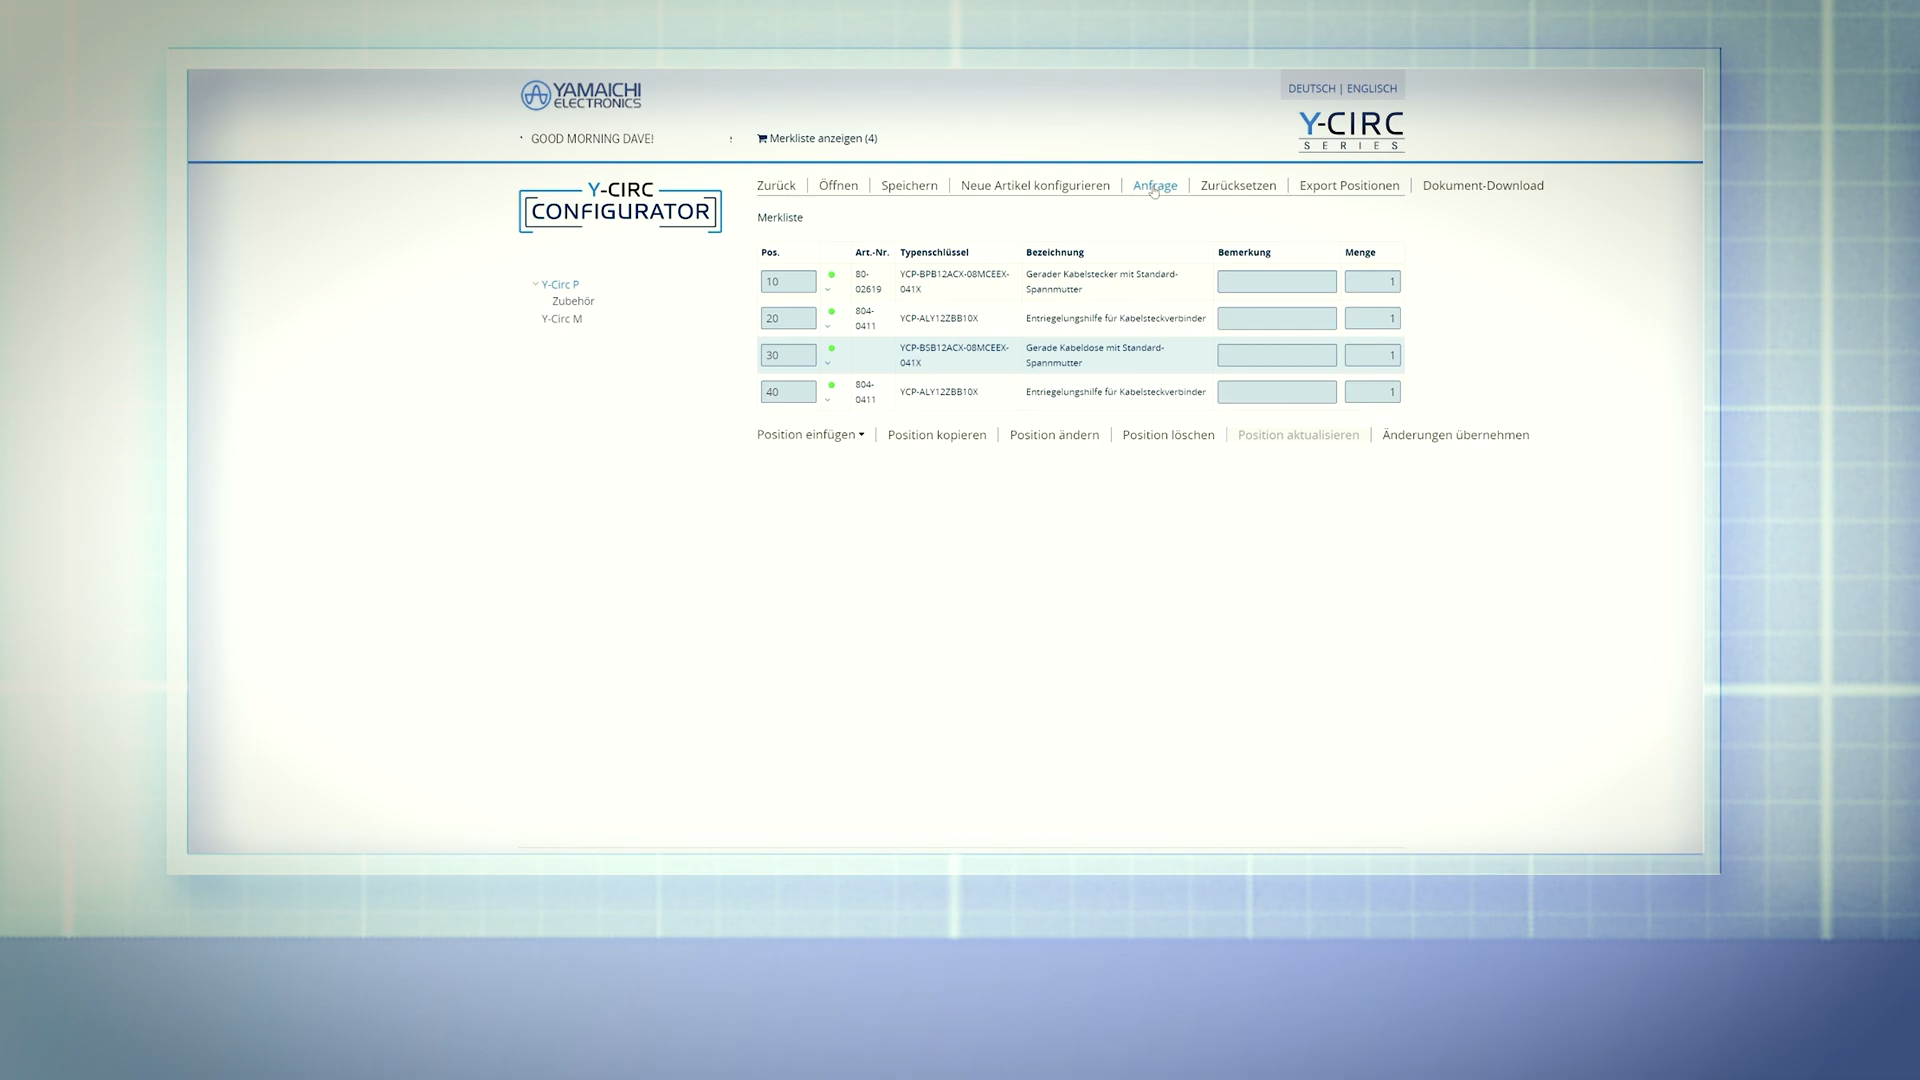 YAMAICHI
ELECTRONICS
DEUTSCH | ENGLISCH
Y-CIRC
SERIES
GOOD MORNING DAVE!
Merkliste anzeigen (4)
Y-CIRC
CONFIGURATOR
Y-Circ P
Zubehör
Y-Circ M
Zurück | Öffnen | Speichern | Neue Artikel konfigurieren | Anfrage | Zurücksetzen | Export Positionen | Dokument-Download
Merkliste
Pos. Art.-Nr. Typenschlüssel Bezeichnung Bemerkung Menge
10 80-02619 YCP-BPB12ACX-08MCEEX-041X Gerader Kabelstecker mit Standard-Spannmutter 1
20 804-0411 YCP-ALY12ZBB10X Entriegelungshilfe für Kabelsteckverbinder 1
30 YCP-BSB12ACX-08MCEEX-041X Gerade Kabeldose mit Standard-Spannmutter 1
40 804-0411 YCP-ALY12ZBB10X Entriegelungshilfe für Kabelsteckverbinder 1
Position einfügen | Position kopieren | Position ändern | Position löschen | Position aktualisieren | Änderungen übernehmen